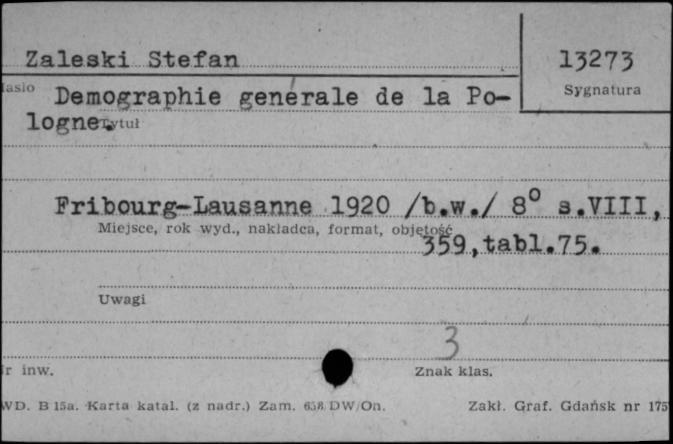 Zaleski Stefan
13273
Sygnatura
Hasło
Demographie générale de la Po-
logne.
Tytuł
Fribourg-Lausanne 1920 /b.w./ 8° s.VIII,
Miejsce, rok wyd., nakładca, format, objętość
359,tabl.75.
Uwagi
3
Nr inw.
Znak klas.
WD. B 15a. Karta katal. (z nadr.) Zam. 658/DW/On.
Zakł. Graf. Gdańsk nr 175